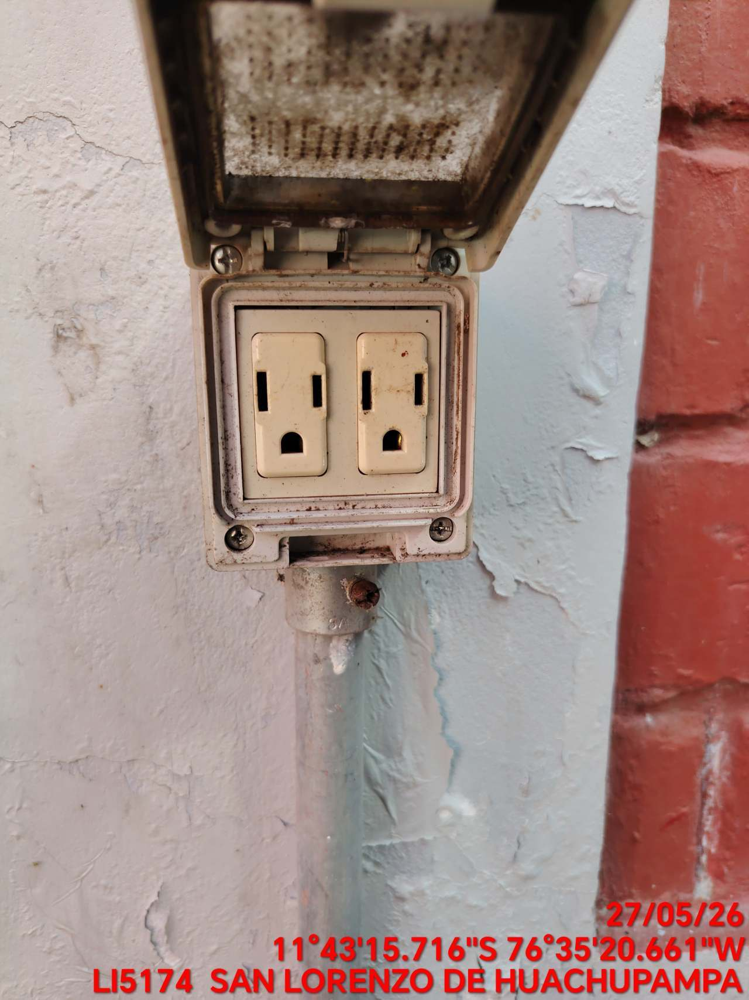 27/05/26
11°43'15.716"S 76°35'20.661"W
LI5174 SAN LORENZO DE HUACHUPAMPA